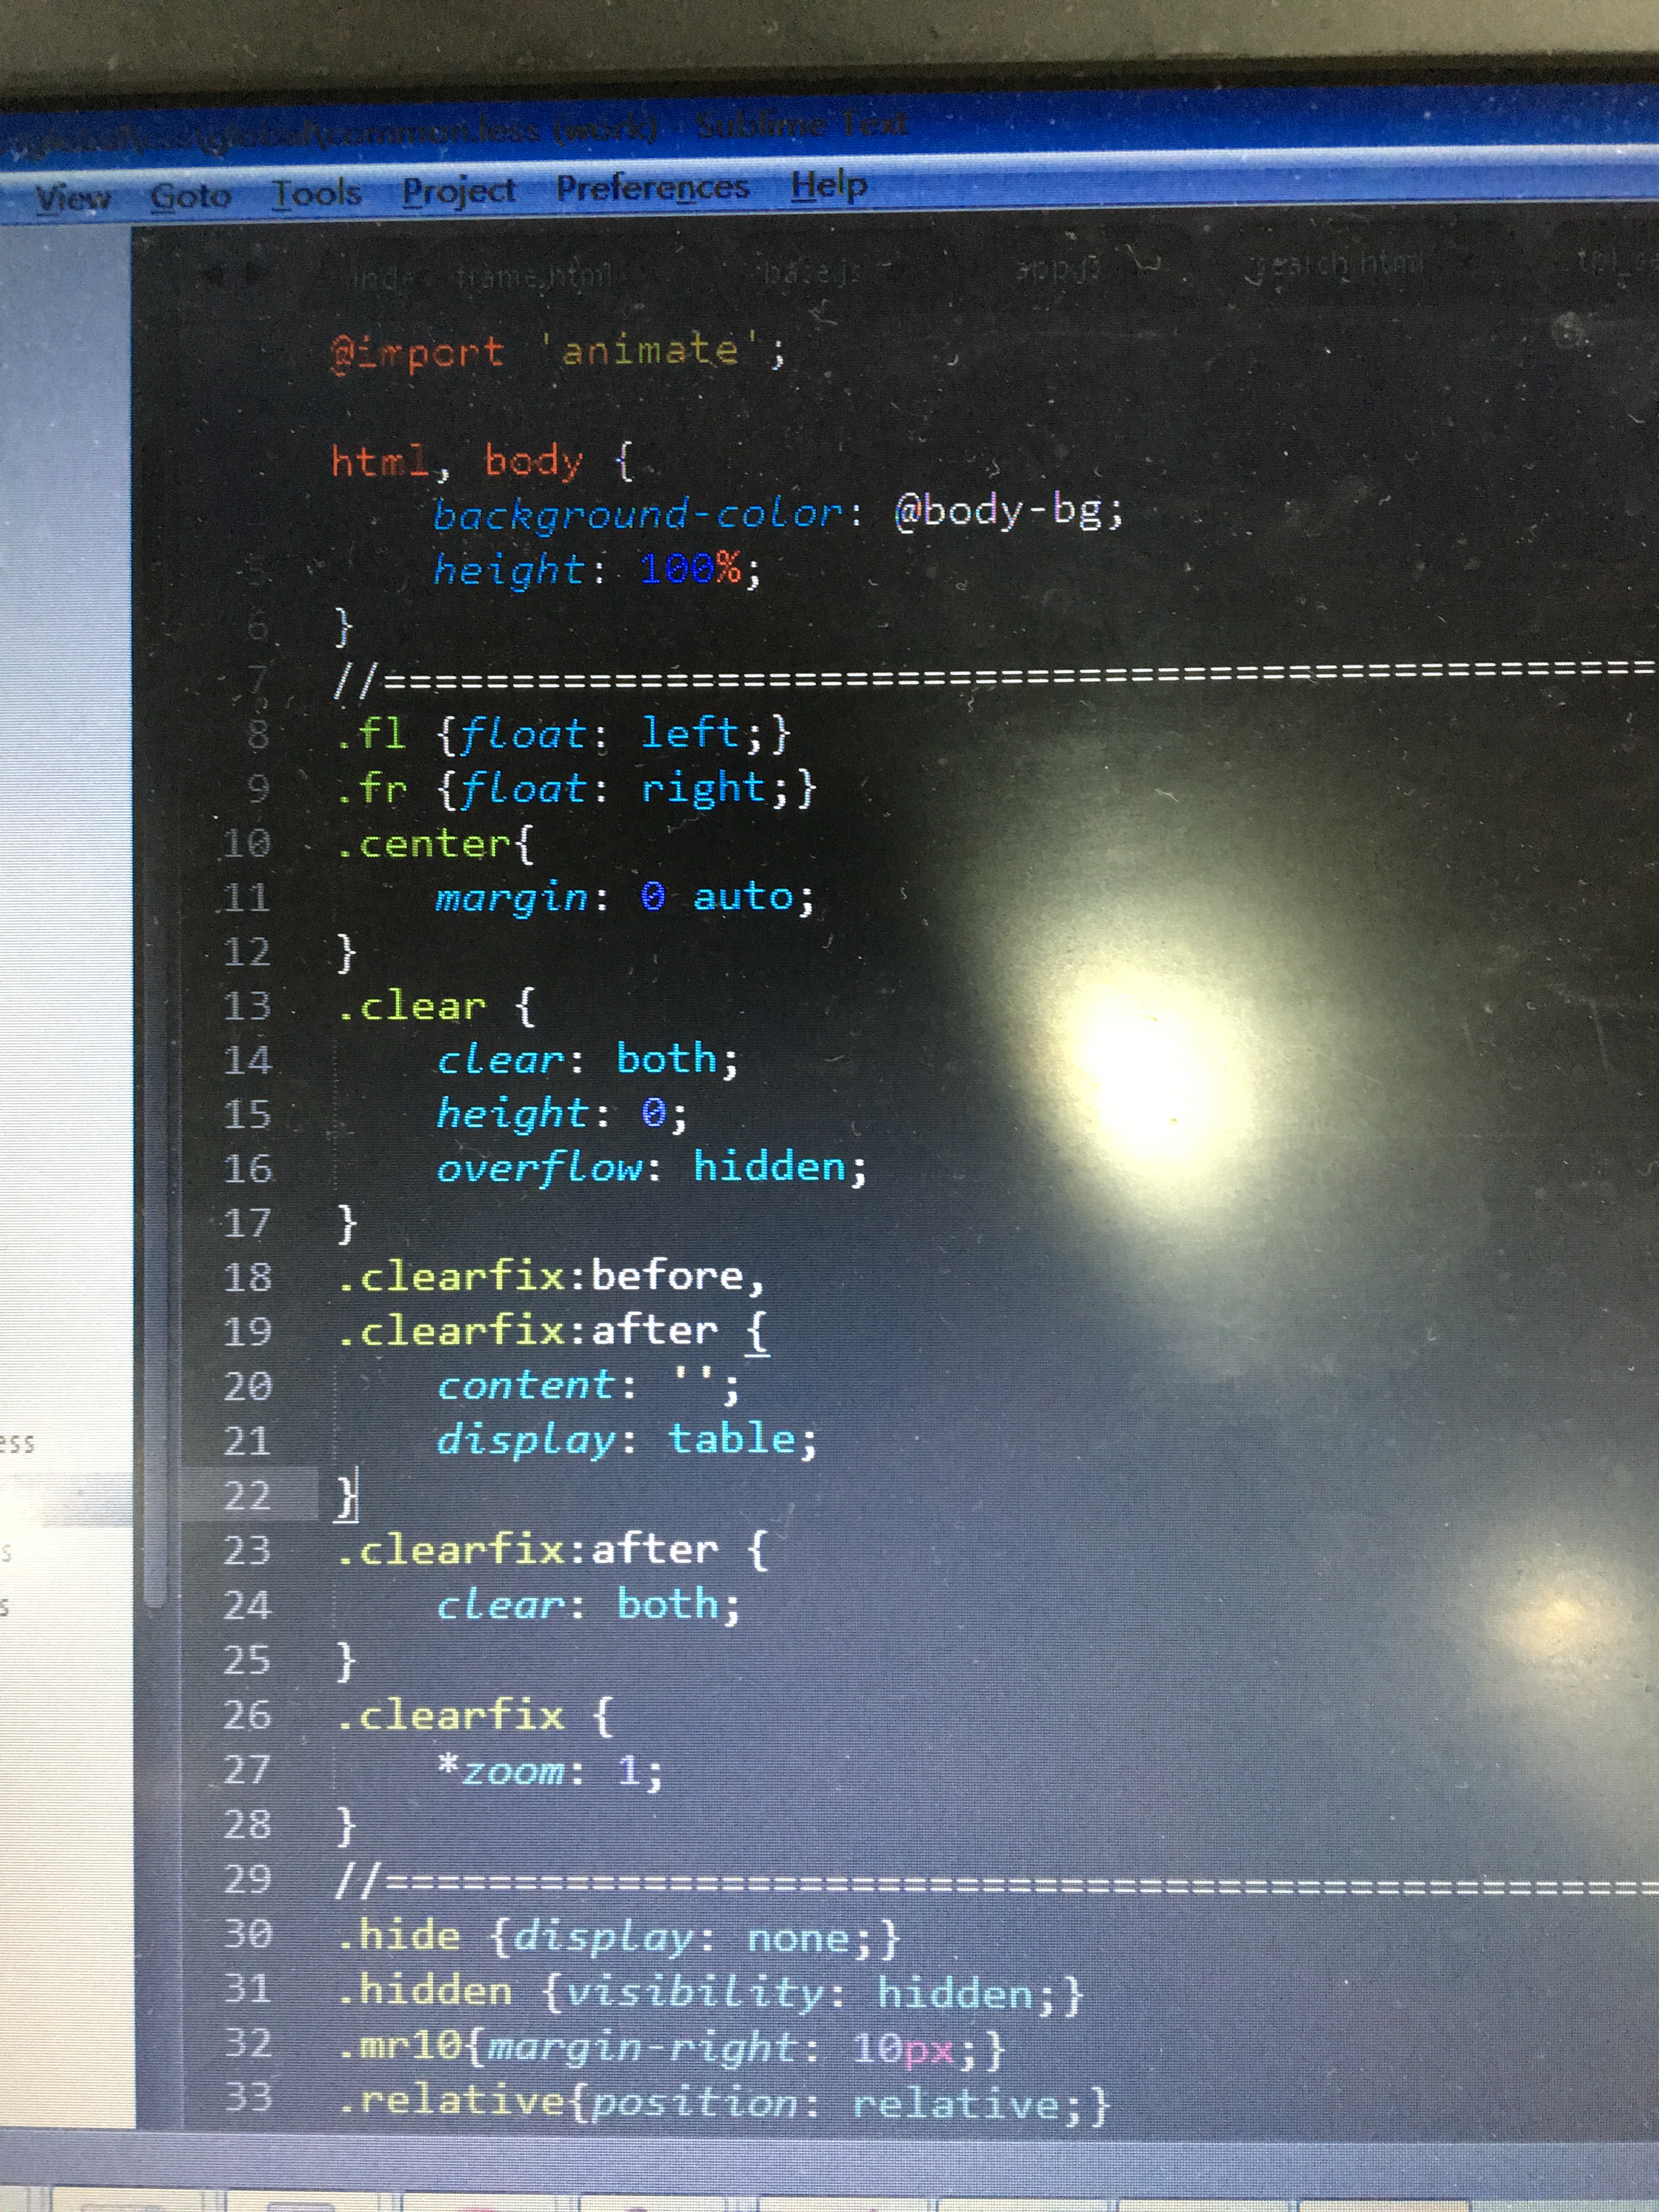 global\common.less (work) - Sublime Text
View Goto Tools Project Preferences Help
frame.html base.js app.js search.html
@import 'animate';
html, body {
background-color: @body-bg;
5 height: 100%;
6 }
7 //==================================================
8 .fl {float: left;}
9 .fr {float: right;}
10 .center{
11 margin: 0 auto;
12 }
13 .clear {
14 clear: both;
15 height: 0;
16 overflow: hidden;
17 }
18 .clearfix:before,
19 .clearfix:after {
20 content: '';
21 display: table;
22 }
23 .clearfix:after {
24 clear: both;
25 }
26 .clearfix {
27 *zoom: 1;
28 }
29 //==================================================
30 .hide {display: none;}
31 .hidden {visibility: hidden;}
32 .mr10{margin-right: 10px;}
33 .relative{position: relative;}